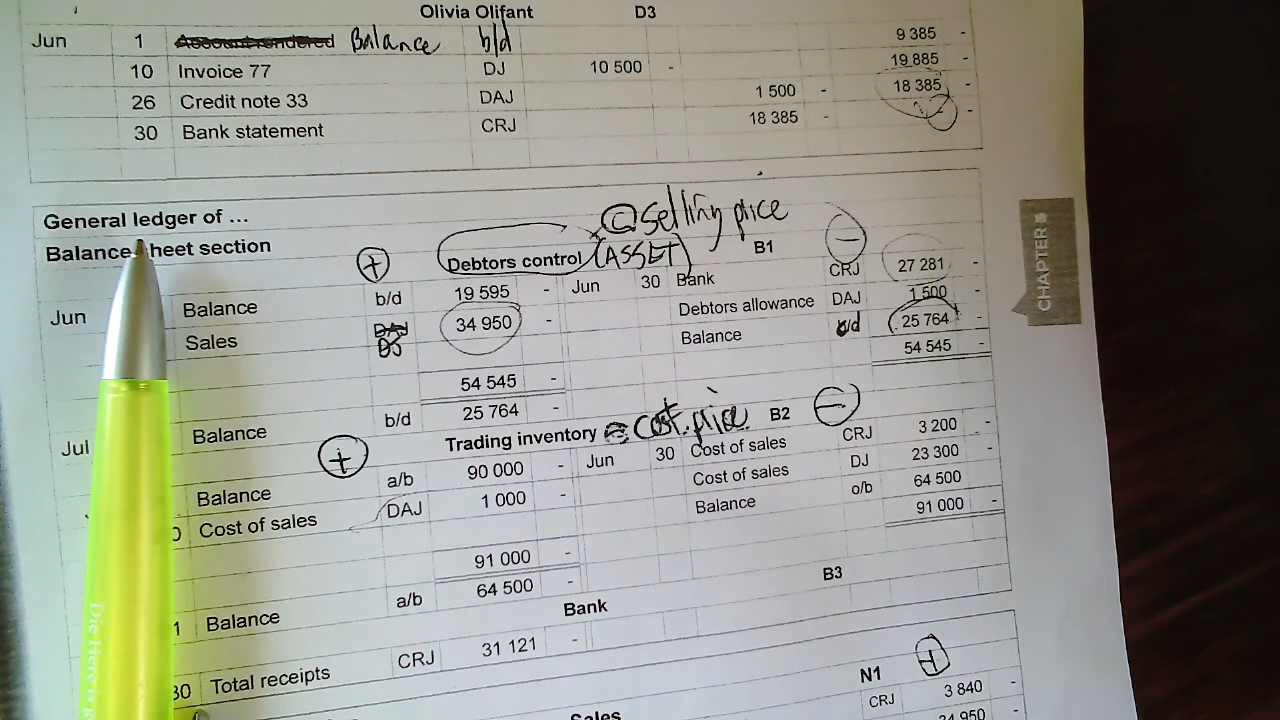 Olivia Olifant D3
Jun 1 Account rendered Balance b/d 9 385 -
10 Invoice 77 DJ 10 500 - 19 885 -
26 Credit note 33 DAJ 1 500 - 18 385 -
30 Bank statement CRJ 18 385 - - -
General ledger of ...
@ selling price
Balance sheet section
+ Debtors control (ASSET) B1 -
Jun Balance b/d 19 595 - Jun 30 Bank CRJ 27 281 -
Sales DAJ DJ 34 950 - Debtors allowance DAJ 1 500 -
Balance c/d 25 764 -
54 545 - 54 545 -
Jul Balance b/d 25 764 -
+ Trading inventory cost price B2 -
Balance a/b 90 000 - Jun 30 Cost of sales CRJ 3 200 -
Cost of sales DAJ 1 000 - Cost of sales DJ 23 300 -
Balance o/b 64 500 -
91 000 - 91 000 -
1 Balance a/b 64 500 -
Bank B3
30 Total receipts CRJ 31 121 -
Sales N1 +
CRJ 3 840 -
34 950 -
CHAPTER 5
Die Here is